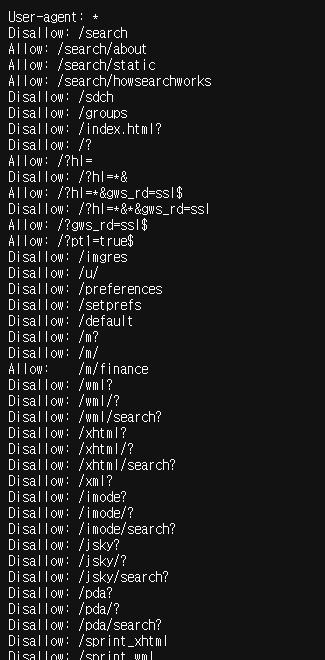 User-agent: *
Disallow: /search
Allow: /search/about
Allow: /search/static
Allow: /search/howsearchworks
Disallow: /sdch
Disallow: /groups
Disallow: /index.html?
Disallow: /?
Allow: /?hl=
Disallow: /?hl=*&
Allow: /?hl=*&gws_rd=ssl$
Disallow: /?hl=*&*&gws_rd=ssl
Allow: /?gws_rd=ssl$
Allow: /?pt1=true$
Disallow: /imgres
Disallow: /u/
Disallow: /preferences
Disallow: /setprefs
Disallow: /default
Disallow: /m?
Disallow: /m/
Allow:    /m/finance
Disallow: /wml?
Disallow: /wml/?
Disallow: /wml/search?
Disallow: /xhtml?
Disallow: /xhtml/?
Disallow: /xhtml/search?
Disallow: /xml?
Disallow: /imode?
Disallow: /imode/?
Disallow: /imode/search?
Disallow: /jsky?
Disallow: /jsky/?
Disallow: /jsky/search?
Disallow: /pda?
Disallow: /pda/?
Disallow: /pda/search?
Disallow: /sprint_xhtml
Disallow: /sprint_wml